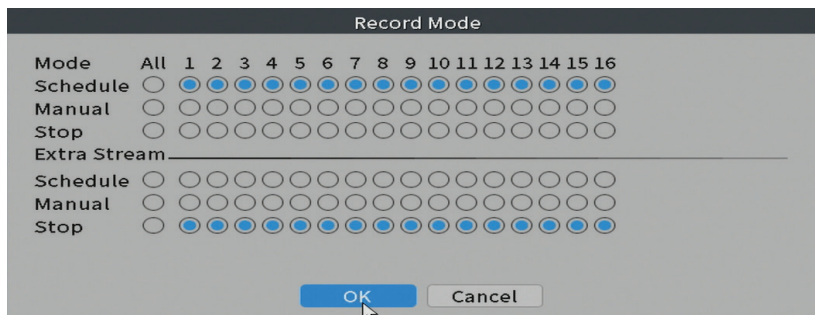 Record Mode
Mode All 1 2 3 4 5 6 7 8 9 10 11 12 13 14 15 16
Schedule
Manual
Stop
Extra Stream
Schedule
Manual
Stop
OK Cancel